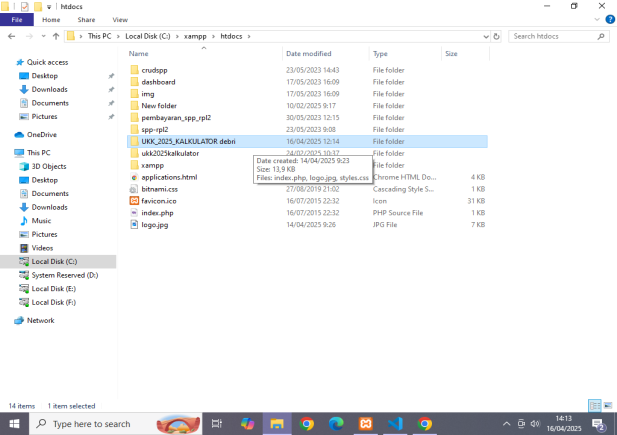 htdocs
File Home Share View
This PC > Local Disk (C:) > xampp > htdocs >
Search htdocs
Name Date modified Type Size
Quick access
Desktop
Downloads
Documents
Pictures
OneDrive
This PC
3D Objects
Desktop
Documents
Downloads
Music
Pictures
Videos
Local Disk (C:)
System Reserved (D:)
Local Disk (E:)
Local Disk (F:)
Network
crudspp 23/05/2023 14:43 File folder
dashboard 17/05/2023 16:09 File folder
img 17/05/2023 16:09 File folder
New folder 10/02/2025 9:17 File folder
pembayaran_spp_rpl2 30/05/2023 12:15 File folder
spp-rpl2 23/05/2023 9:08 File folder
UKK_2025_KALKULATOR debri 16/04/2025 12:14 File folder
ukk2025kalkulator 24/02/2025 10:37 File folder
xampp File folder
Date created: 14/04/2025 9:23
Size: 13,9 KB
Files: index.php, logo.jpg, styles.css
applications.html Chrome HTML Do... 4 KB
bitnami.css 27/08/2019 21:02 Cascading Style S... 1 KB
favicon.ico 16/07/2015 22:32 Icon 31 KB
index.php 16/07/2015 22:32 PHP Source File 1 KB
logo.jpg 14/04/2025 9:26 JPG File 7 KB
14 items 1 item selected
Type here to search
14:13
16/04/2025
2